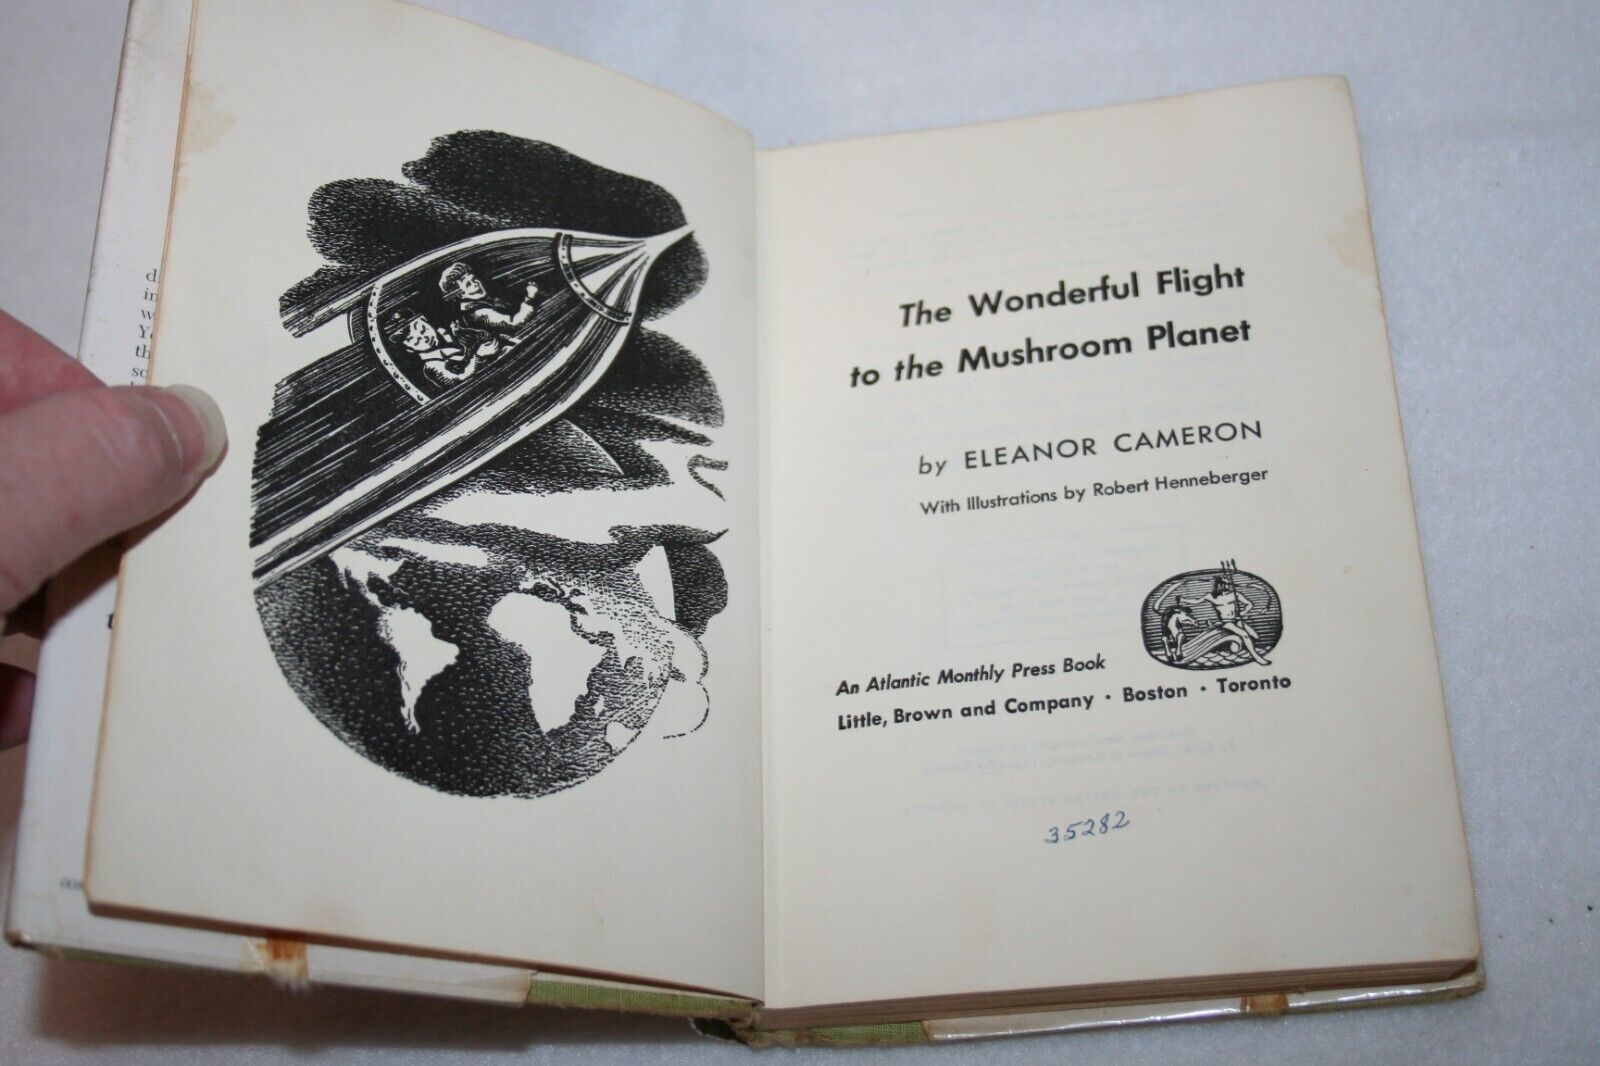 The Wonderful Flight
to the Mushroom Planet
by ELEANOR CAMERON
With Illustrations by Robert Henneberger
An Atlantic Monthly Press Book
Little, Brown and Company · Boston · Toronto
35282